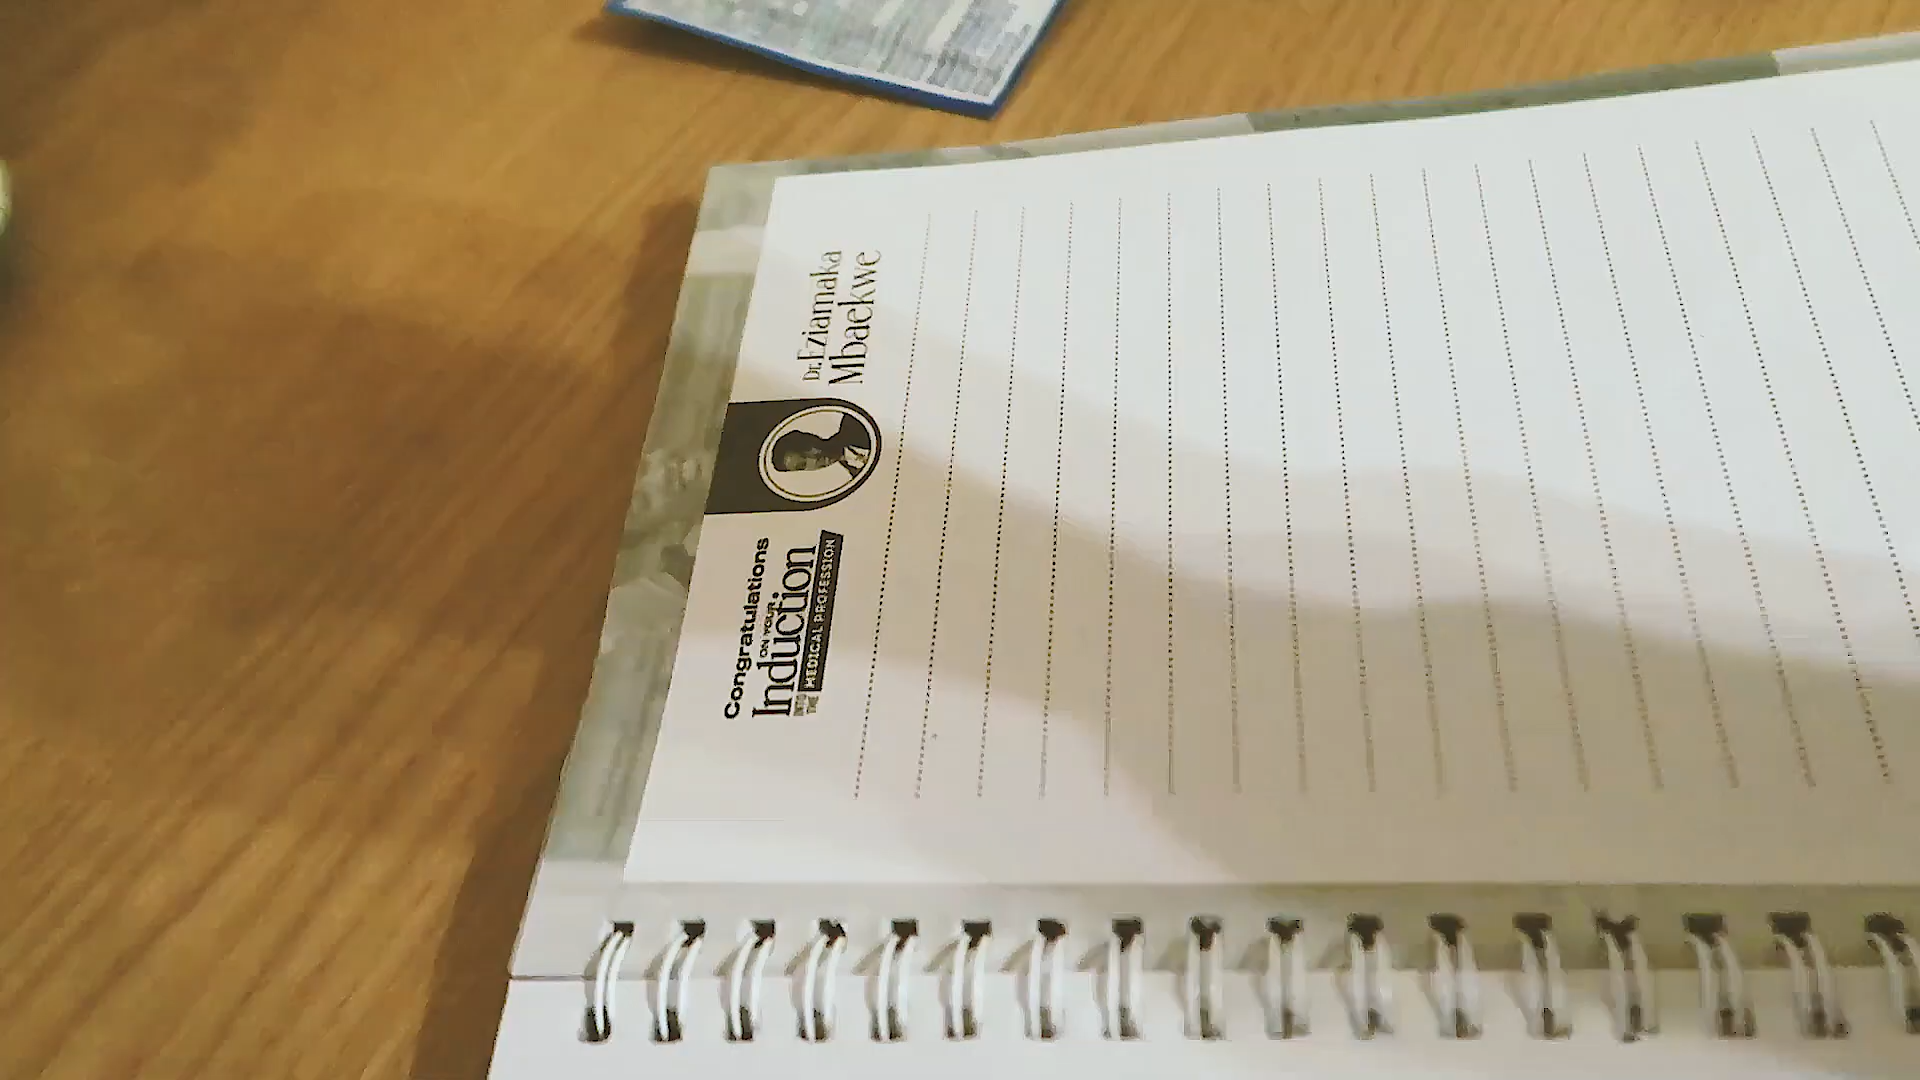 Congratulations
ON YOUR
Induction
INTO THE MEDICAL PROFESSION
Dr. Eziamaka
Mbaekwe